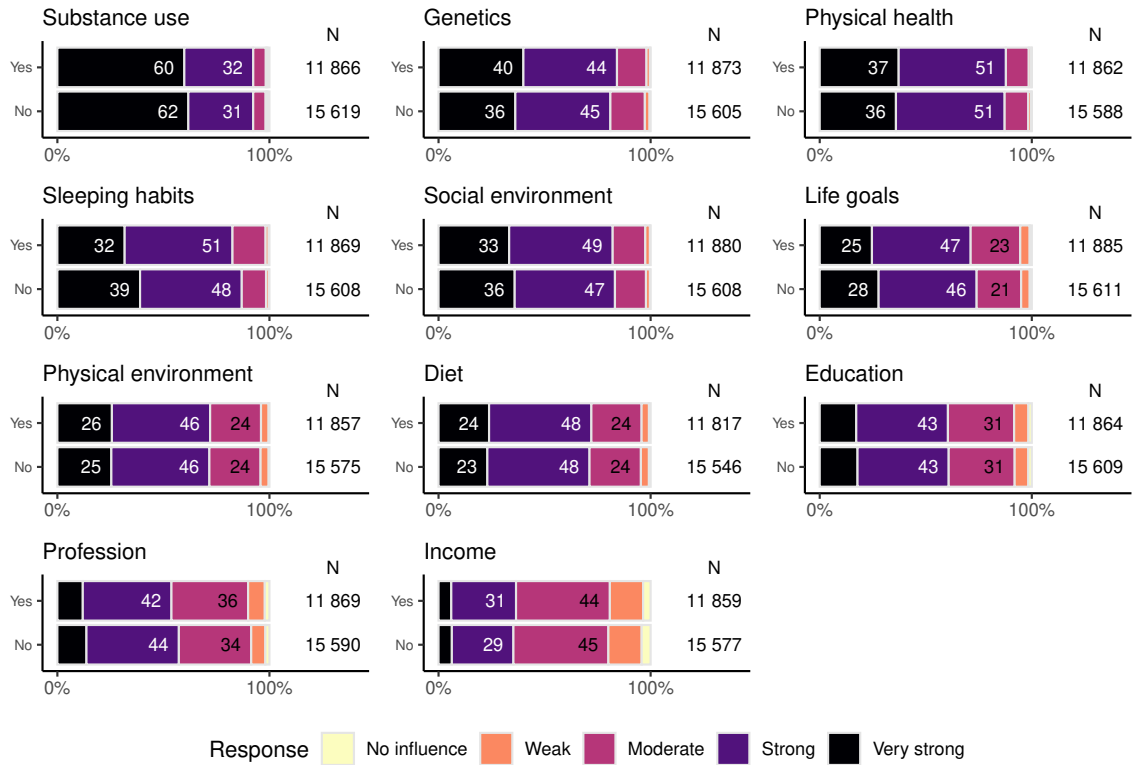 Substance use
N
Yes 60 32 11 866
No 62 31 15 619
0% 100%
Genetics
N
Yes 40 44 11 873
No 36 45 15 605
0% 100%
Physical health
N
Yes 37 51 11 862
No 36 51 15 588
0% 100%
Sleeping habits
N
Yes 32 51 11 869
No 39 48 15 608
0% 100%
Social environment
N
Yes 33 49 11 880
No 36 47 15 608
0% 100%
Life goals
N
Yes 25 47 23 11 885
No 28 46 21 15 611
0% 100%
Physical environment
N
Yes 26 46 24 11 857
No 25 46 24 15 575
0% 100%
Diet
N
Yes 24 48 24 11 817
No 23 48 24 15 546
0% 100%
Education
N
Yes 43 31 11 864
No 43 31 15 609
0% 100%
Profession
N
Yes 42 36 11 869
No 44 34 15 590
0% 100%
Income
N
Yes 31 44 11 859
No 29 45 15 577
0% 100%
Response No influence Weak Moderate Strong Very strong